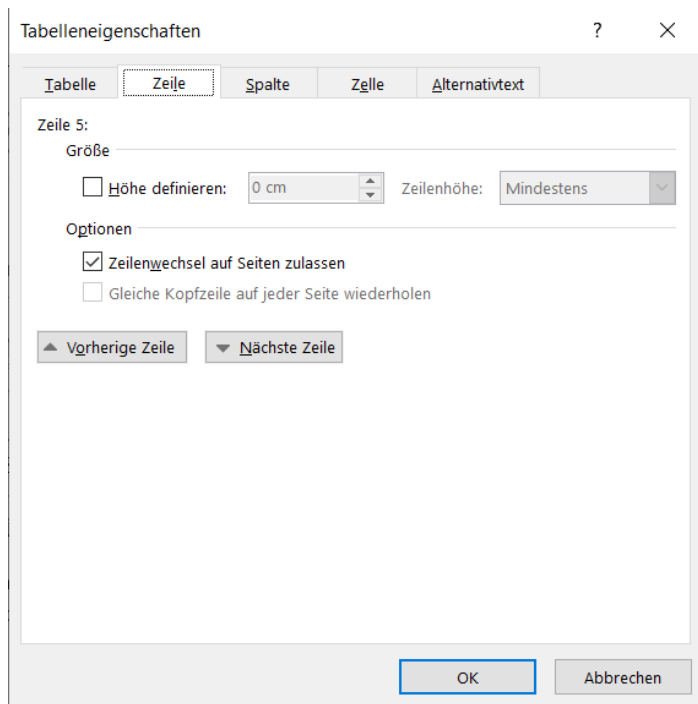 Tabelleneigenschaften ?
Tabelle Zeile Spalte Zelle Alternativtext
Zeile 5:
Größe
Höhe definieren: 0 cm Zeilenhöhe: Mindestens
Optionen
Zeilenwechsel auf Seiten zulassen
Gleiche Kopfzeile auf jeder Seite wiederholen
Vorherige Zeile Nächste Zeile
OK Abbrechen